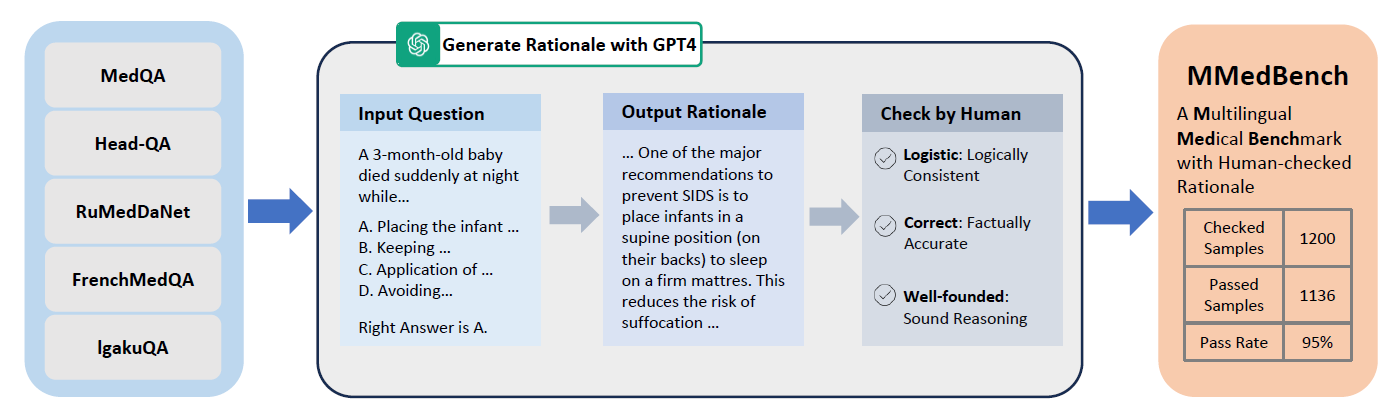 MedQA
Head-QA
RuMedDaNet
FrenchMedQA
IgakuQA
Generate Rationale with GPT4
Input Question
A 3-month-old baby
died suddenly at night
while...
A. Placing the infant ...
B. Keeping ...
C. Application of ...
D. Avoiding...
Right Answer is A.
Output Rationale
... One of the major
recommendations to
prevent SIDS is to
place infants in a
supine position (on
their backs) to sleep
on a firm mattres. This
reduces the risk of
suffocation ...
Check by Human
Logistic: Logically
Consistent
Correct: Factually
Accurate
Well-founded:
Sound Reasoning
MMedBench
A Multilingual
Medical Benchmark
with Human-checked
Rationale
Checked
Samples
1200
Passed
Samples
1136
Pass Rate
95%